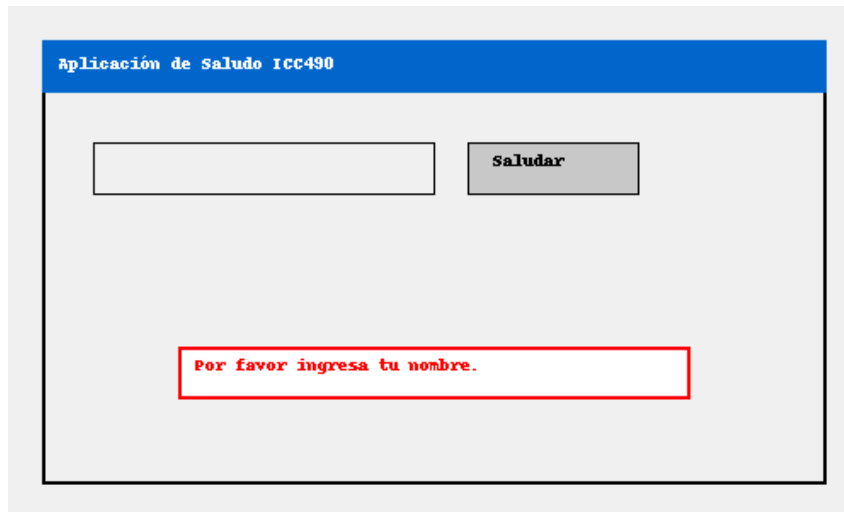 Aplicación de Saludo ICC490
Saludar
Por favor ingresa tu nombre.